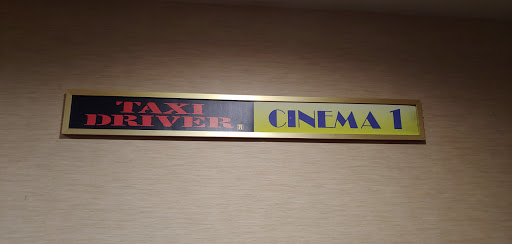 TAXI
DRIVER R
CINEMA 1